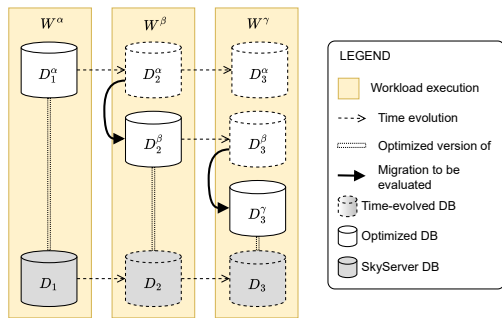 W^α W^β W^γ
D_1^α D_2^α D_3^α
D_2^β D_3^β
D_3^γ
D_1 D_2 D_3
LEGEND
Workload execution
Time evolution
Optimized version of
Migration to be
evaluated
Time-evolved DB
Optimized DB
SkyServer DB